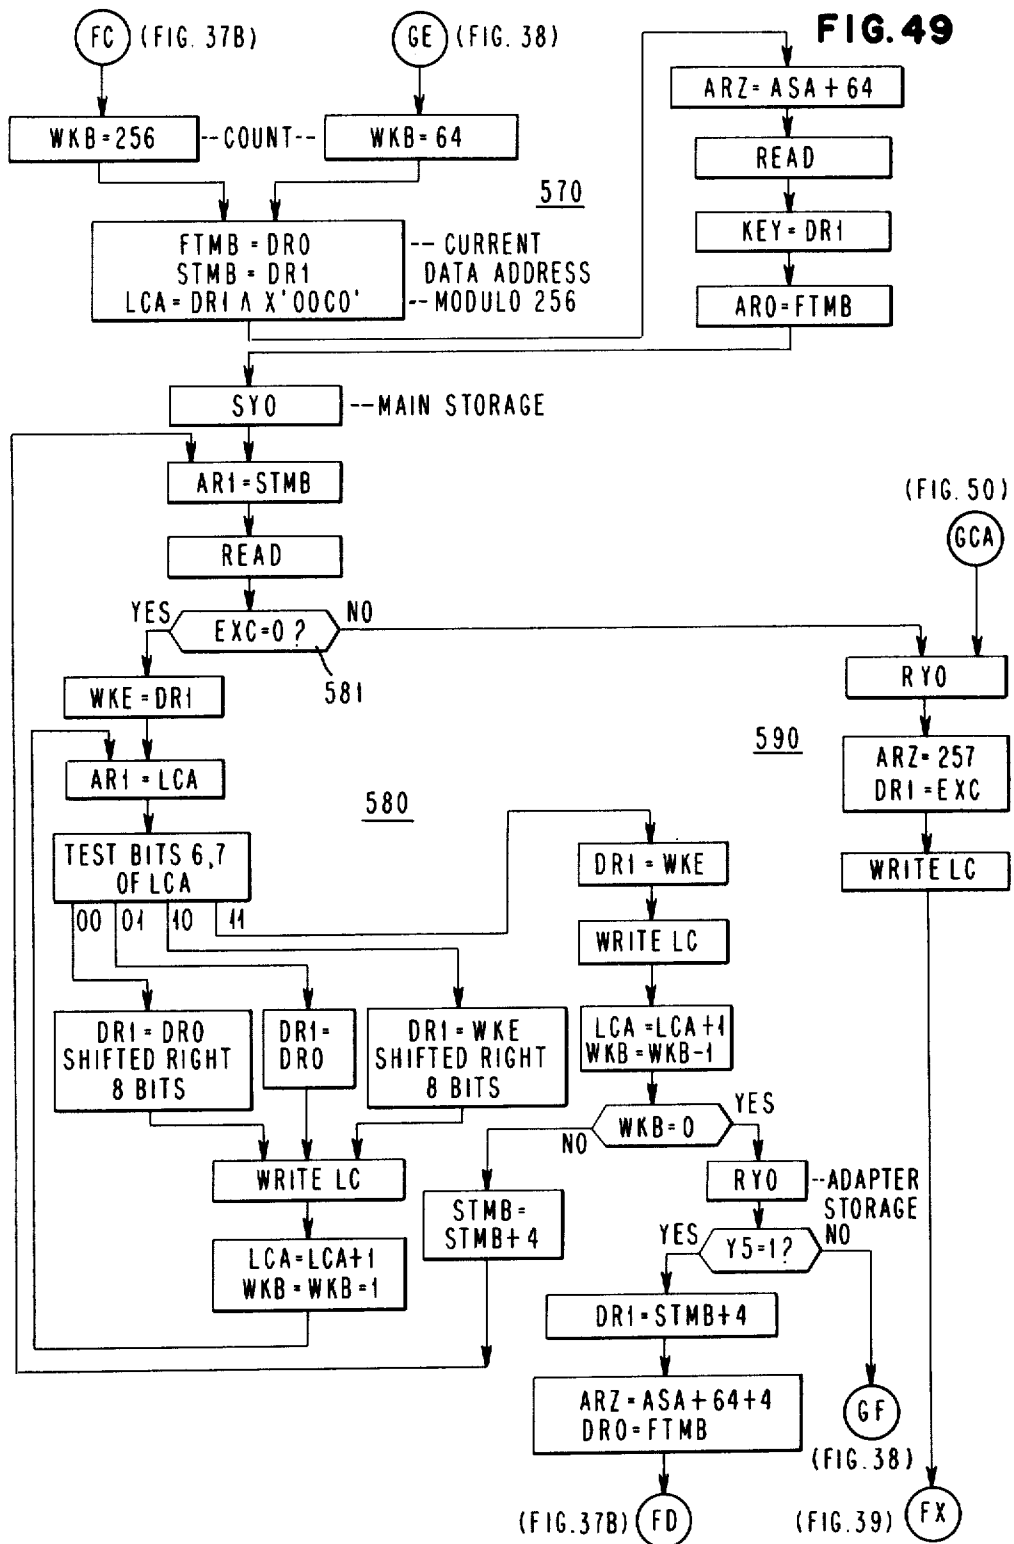 FIG. 49
FC (FIG. 37B)
GE (FIG. 38)
WKB = 256
--COUNT--
WKB = 64
570
FTMB = DR0
STMB = DR1
LCA = DR1 ∧ X'00C0'
-- CURRENT
DATA ADDRESS
-- MODULO 256
ARZ = ASA + 64
READ
KEY = DR1
AR0 = FTMB
SY0
--MAIN STORAGE
AR1 = STMB
READ
YES
EXC=0 ?
NO
581
(FIG. 50)
GCA
RY0
590
ARZ = 257
DR1 = EXC
WRITE LC
WKE = DR1
AR1 = LCA
580
TEST BITS 6,7
OF LCA
00 01 10 11
DR1 = DR0
SHIFTED RIGHT
8 BITS
DR1 =
DR0
DR1 = WKE
SHIFTED RIGHT
8 BITS
WRITE LC
LCA = LCA+1
WKB = WKB=1
DR1 = WKE
WRITE LC
LCA = LCA+1
WKB = WKB-1
WKB = 0
YES
NO
STMB =
STMB + 4
RY0
--ADAPTER
STORAGE
YES
Y5=1 ?
NO
DR1 = STMB + 4
ARZ = ASA + 64 + 4
DR0 = FTMB
GF
(FIG. 38)
(FIG. 37B) FD
(FIG. 39) FX